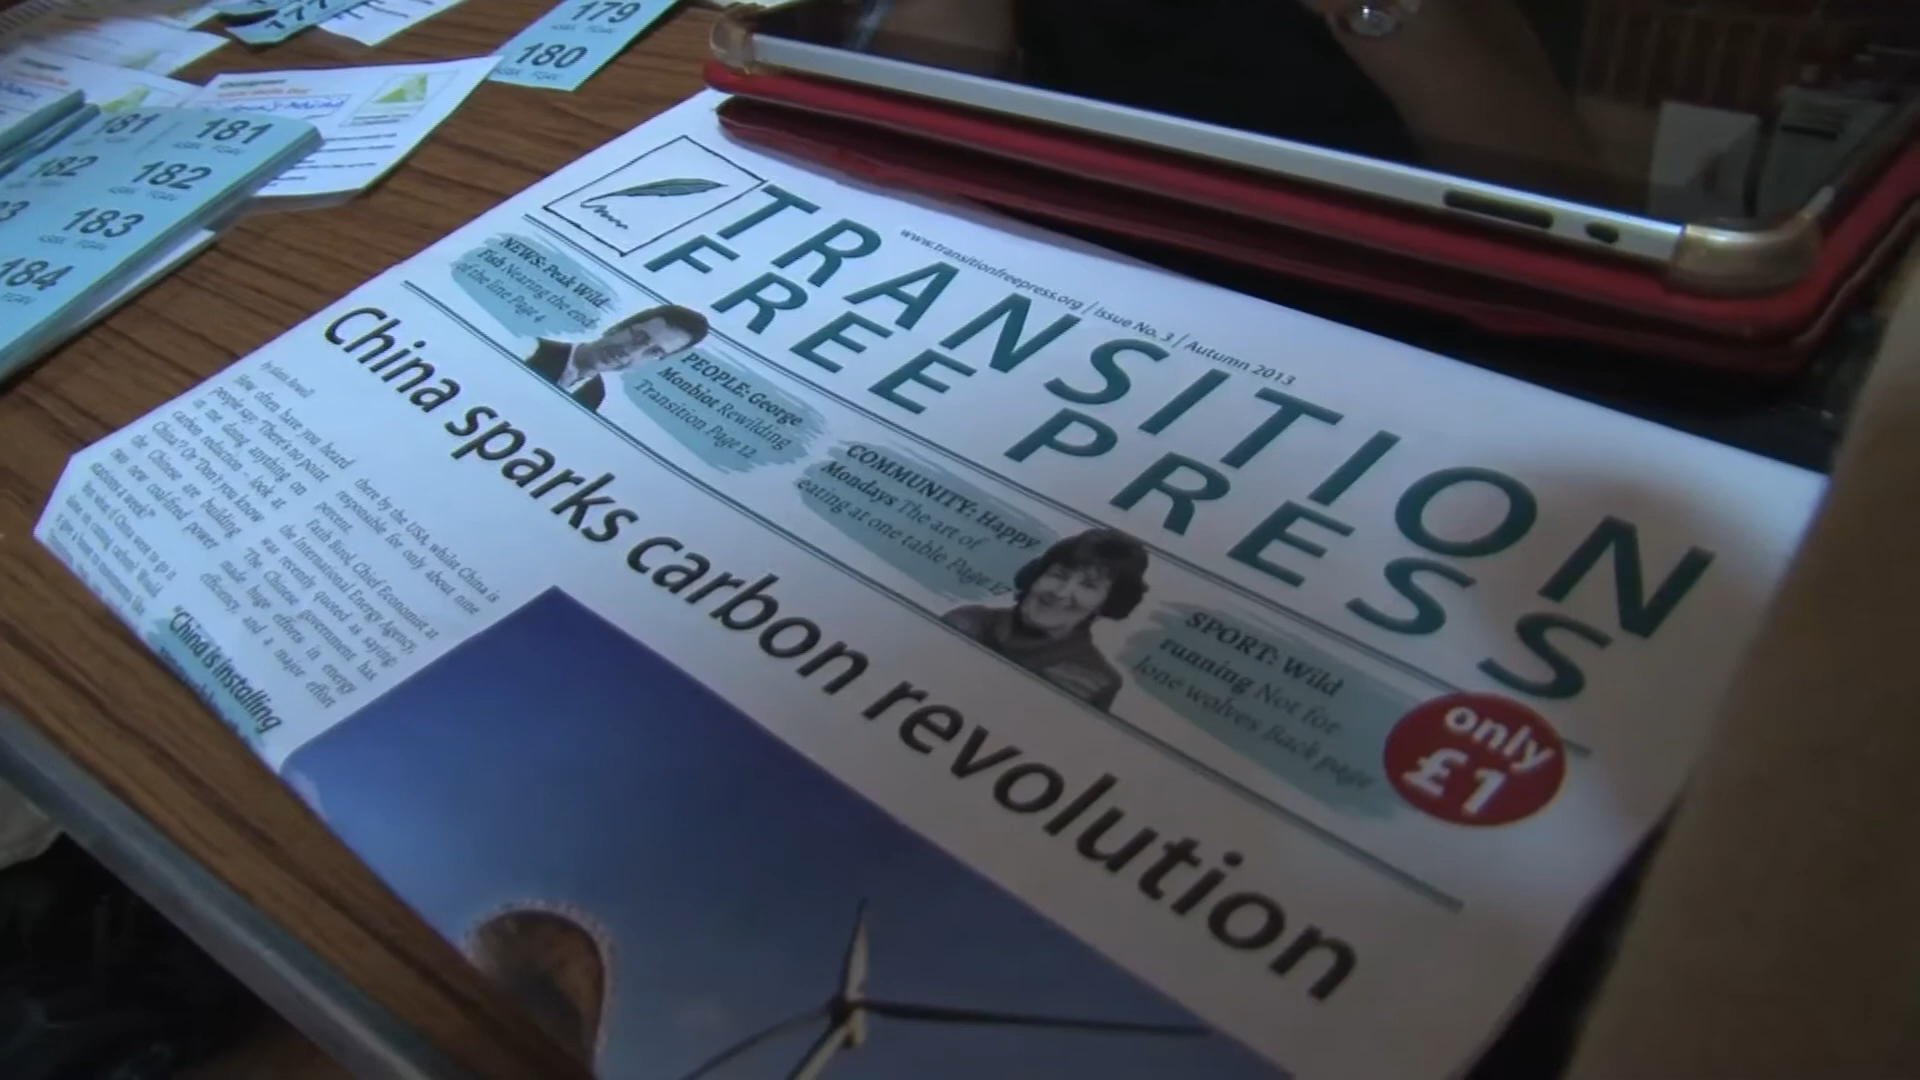 www.transitionfreepress.org | Issue No. 3 | Autumn 2013
TRANSITION
FREE PRESS
NEWS: Peak Wild
Fish Nearing the end
of the line Page 4
PEOPLE: George
Monbiot Rewilding
Transition Page 12
COMMUNITY: Happy
Mondays The art of
eating at one table Page 17
SPORT: Wild
running Not for
lone wolves Back page
only
£1
China sparks carbon revolution
How often have you heard
people say, 'There's no point
in me doing anything on
carbon reduction – look at
China'? Or 'Don't you know
the Chinese are building
two new coalfired power
stations a week?'
there by the USA, whilst China is
responsible for only about nine
percent.
Faith Birol, Chief Economist at
the International Energy Agency,
was recently quoted as saying:
"The Chinese government has
made huge efforts in energy
efficiency, and a major effort
"China is installing
179
180
181
181
182
182
183
184